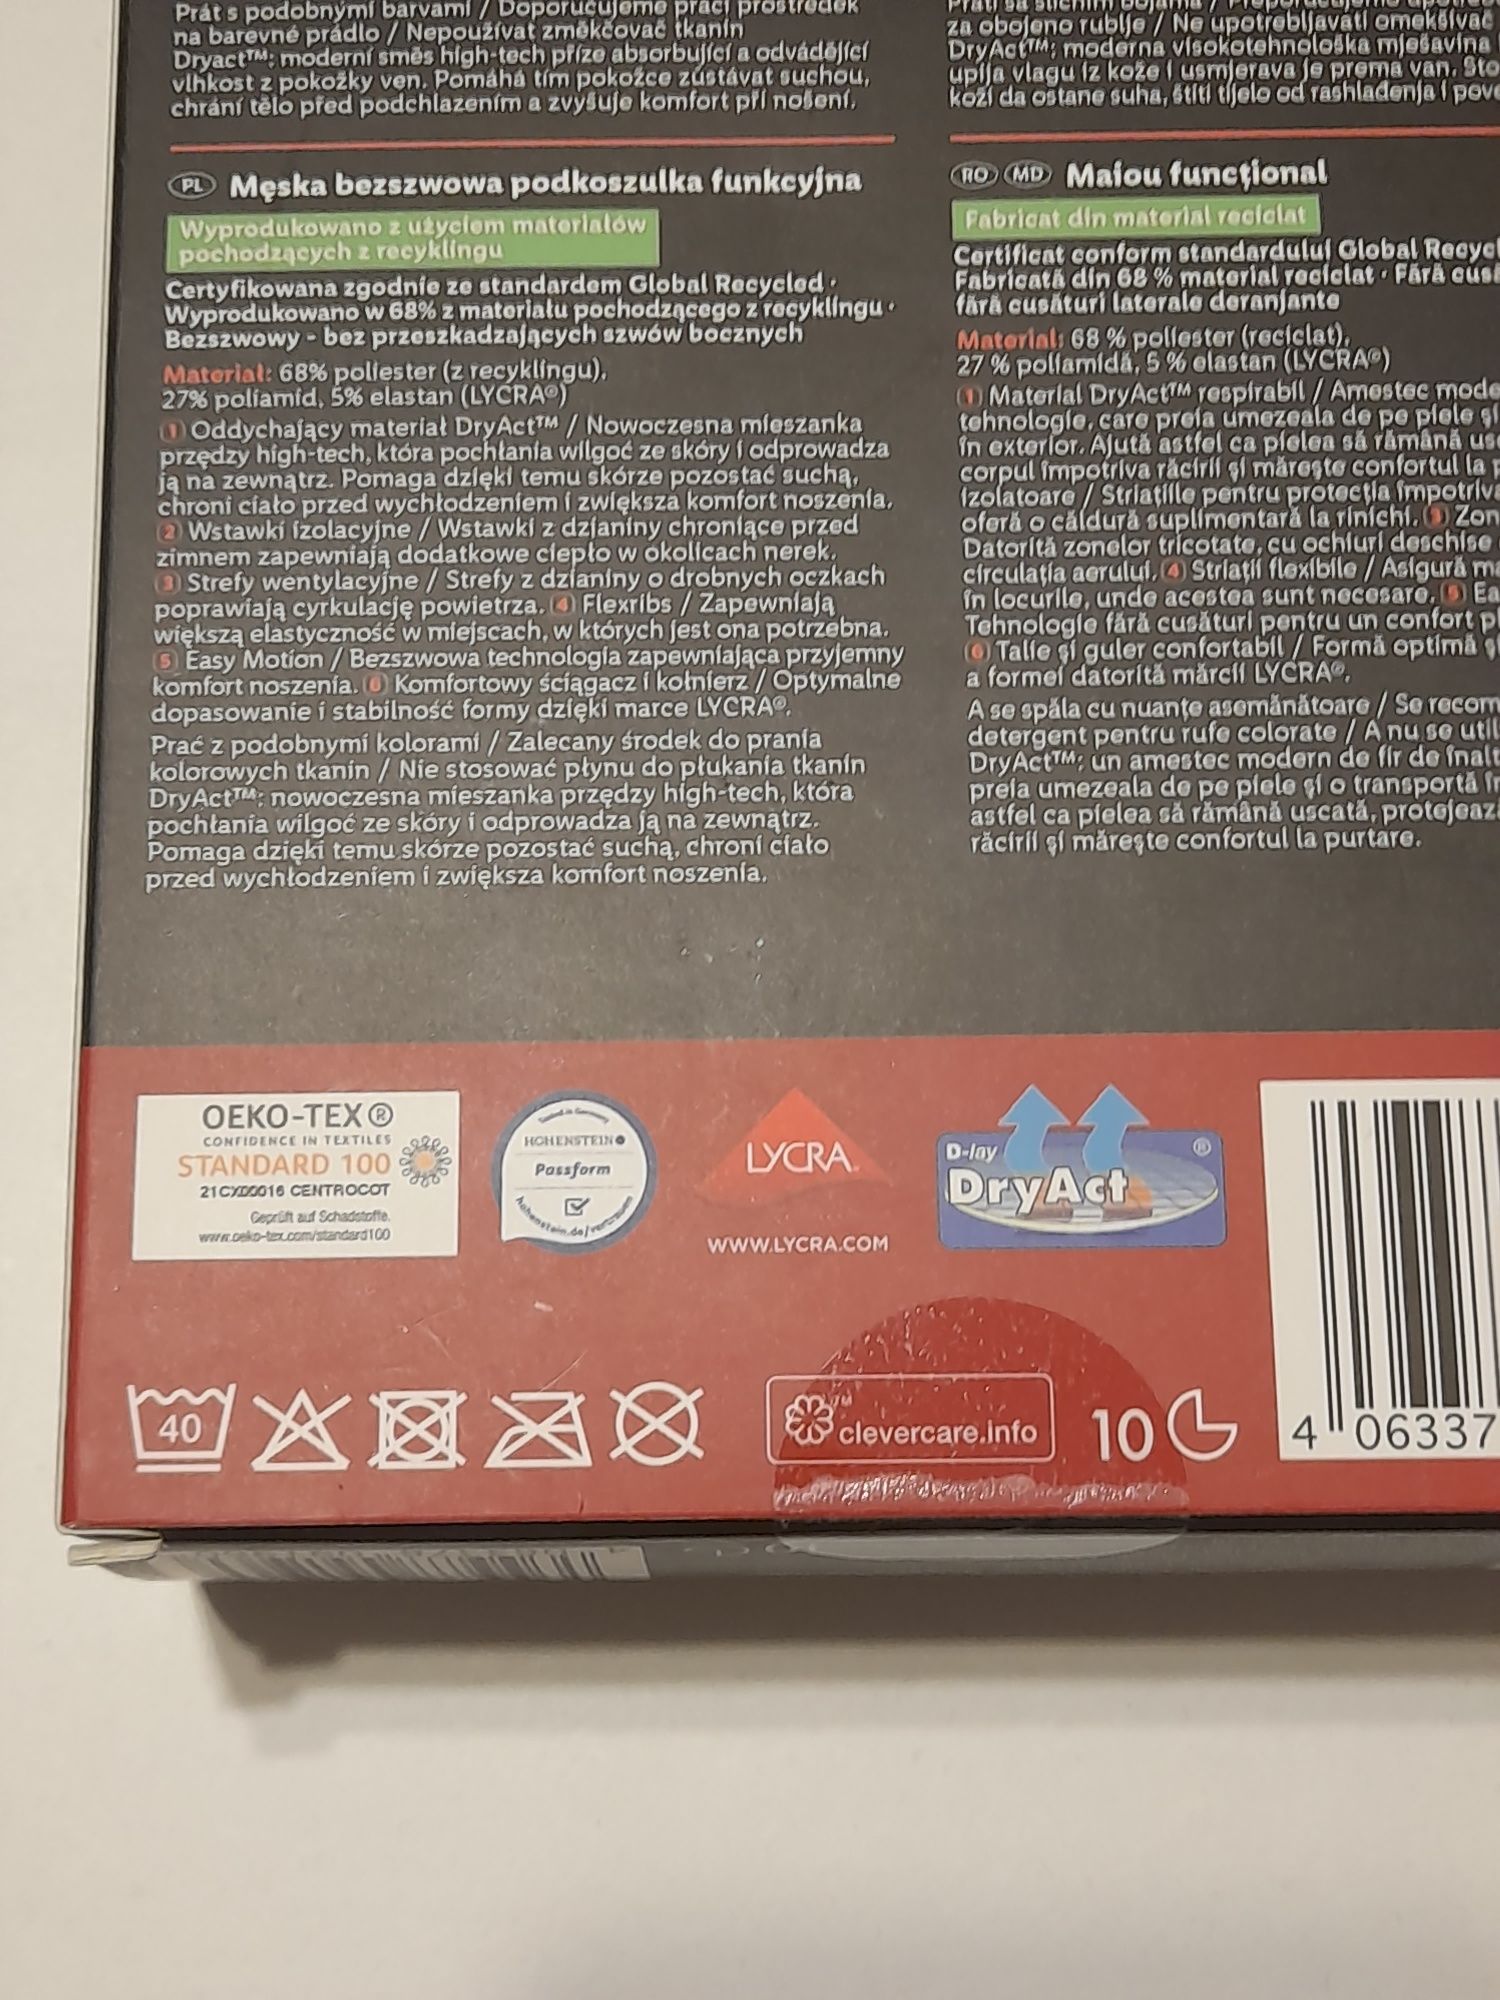 Prát s podobnými barvami / Doporučujeme prací prostředek
na barevné prádlo / Nepoužívat změkčovač tkanin
Dryact™: moderní směs high-tech příze absorbující a odvádějící
vlhkost z pokožky ven. Pomáhá tím pokožce zůstávat suchou,
chrání tělo před podchlazením a zvyšuje komfort při nošení.
za obojeno rublje / Ne upotrebljavati omekšivač
DryAct™: moderna visokotehnološka mješavina
upija vlagu iz kože i usmjerava je prema van. Sto
koži da ostane suha, štiti tijelo od rashlađenja i pove
PL Męska bezszwowa podkoszulka funkcyjna
Wyprodukowano z użyciem materiałów
pochodzących z recyklingu
Certyfikowana zgodnie ze standardem Global Recycled ·
Wyprodukowano w 68% z materiału pochodzącego z recyklingu ·
Bezszwowy - bez przeszkadzających szwów bocznych
Materiał: 68% poliester (z recyklingu),
27% poliamid, 5% elastan (LYCRA®)
1 Oddychający materiał DryAct™ / Nowoczesna mieszanka
przędzy high-tech, która pochłania wilgoć ze skóry i odprowadza
ją na zewnątrz. Pomaga dzięki temu skórze pozostać suchą,
chroni ciało przed wychłodzeniem i zwiększa komfort noszenia.
2 Wstawki izolacyjne / Wstawki z dzianiny chroniące przed
zimnem zapewniają dodatkowe ciepło w okolicach nerek.
3 Strefy wentylacyjne / Strefy z dzianiny o drobnych oczkach
poprawiają cyrkulację powietrza. 4 Flexribs / Zapewniają
większą elastyczność w miejscach, w których jest ona potrzebna.
5 Easy Motion / Bezszwowa technologia zapewniająca przyjemny
komfort noszenia. 6 Komfortowy ściągacz i kołnierz / Optymalne
dopasowanie i stabilność formy dzięki marce LYCRA®.
Prać z podobnymi kolorami / Zalecany środek do prania
kolorowych tkanin / Nie stosować płynu do płukania tkanin
DryAct™: nowoczesna mieszanka przędzy high-tech, która
pochłania wilgoć ze skóry i odprowadza ją na zewnątrz.
Pomaga dzięki temu skórze pozostać suchą, chroni ciało
przed wychłodzeniem i zwiększa komfort noszenia.
RO MD Maiou funcțional
Fabricat din material reciclat
Certificat conform standardului Global Recycl
Fabricată din 68 % material reciclat · Fără cus
fără cusături laterale deranjante
Material: 68 % poliester (reciclat),
27 % poliamidă, 5 % elastan (LYCRA®)
1 Material DryAct™ respirabil / Amestec mode
tehnologie, care preia umezeala de pe piele și
în exterior. Ajută astfel ca pielea să rămână usc
corpul împotriva răcirii și mărește confortul la p
izolatoare / Striațiile pentru protecția împotriva
oferă o căldură suplimentară la rinichi. 3 Zon
Datorită zonelor tricotate, cu ochiuri deschise
circulația aerului. 4 Striații flexibile / Asigură ma
în locurile, unde acestea sunt necesare. 5 Ea
Tehnologie fără cusături pentru un confort pl
6 Talie și guler confortabil / Formă optimă ș
a formei datorită mărcii LYCRA®.
A se spăla cu nuanțe asemănătoare / Se recom
detergent pentru rufe colorate / A nu se util
DryAct™: un amestec modern de fir de înalt
preia umezeala de pe piele și o transportă în
astfel ca pielea să rămână uscată, protejează
răcirii și mărește confortul la purtare.
OEKO-TEX®
CONFIDENCE IN TEXTILES
STANDARD 100
21CX00016 CENTROCOT
Geprüft auf Schadstoffe.
www.oeko-tex.com/standard100
Tested in Germany
HOHENSTEIN
Passform
hohenstein.de/vertrauen
LYCRA
WWW.LYCRA.COM
D-lay
DryAct ®
40
clevercare.info
10
4 06337